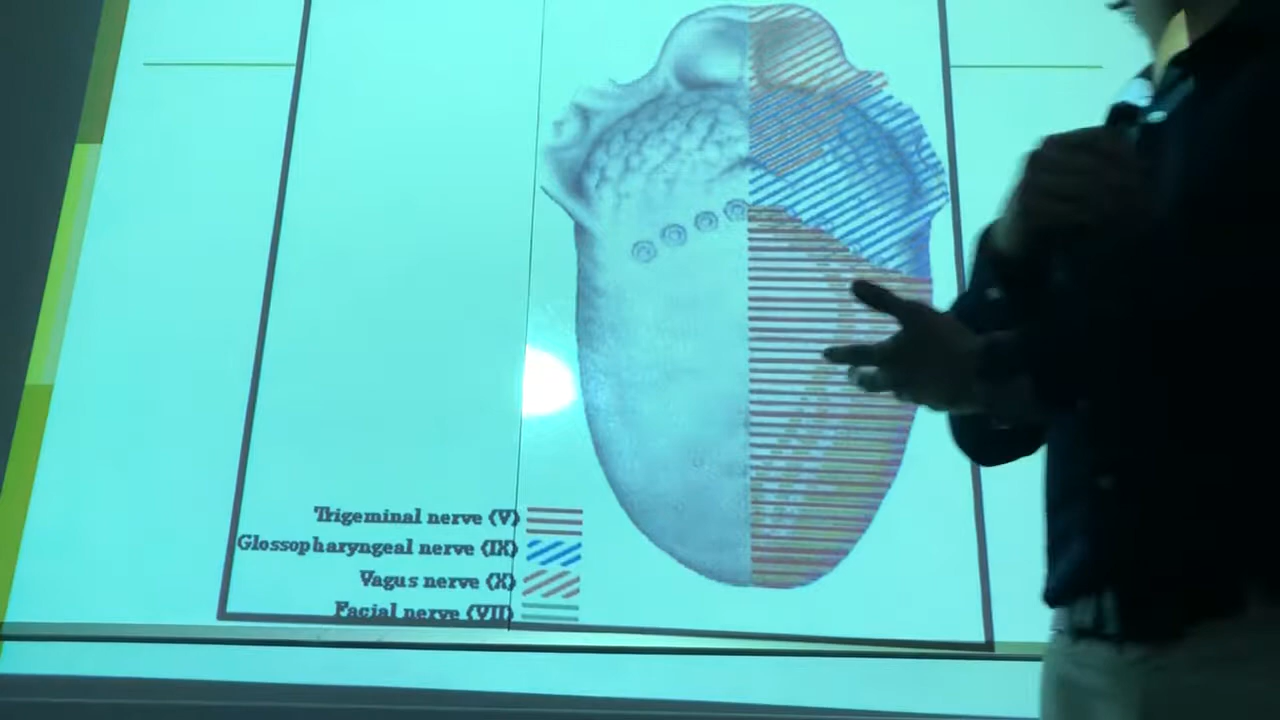 Trigeminal nerve (V)
Glossopharyngeal nerve (IX)
Vagus nerve (X)
Facial nerve (VII)